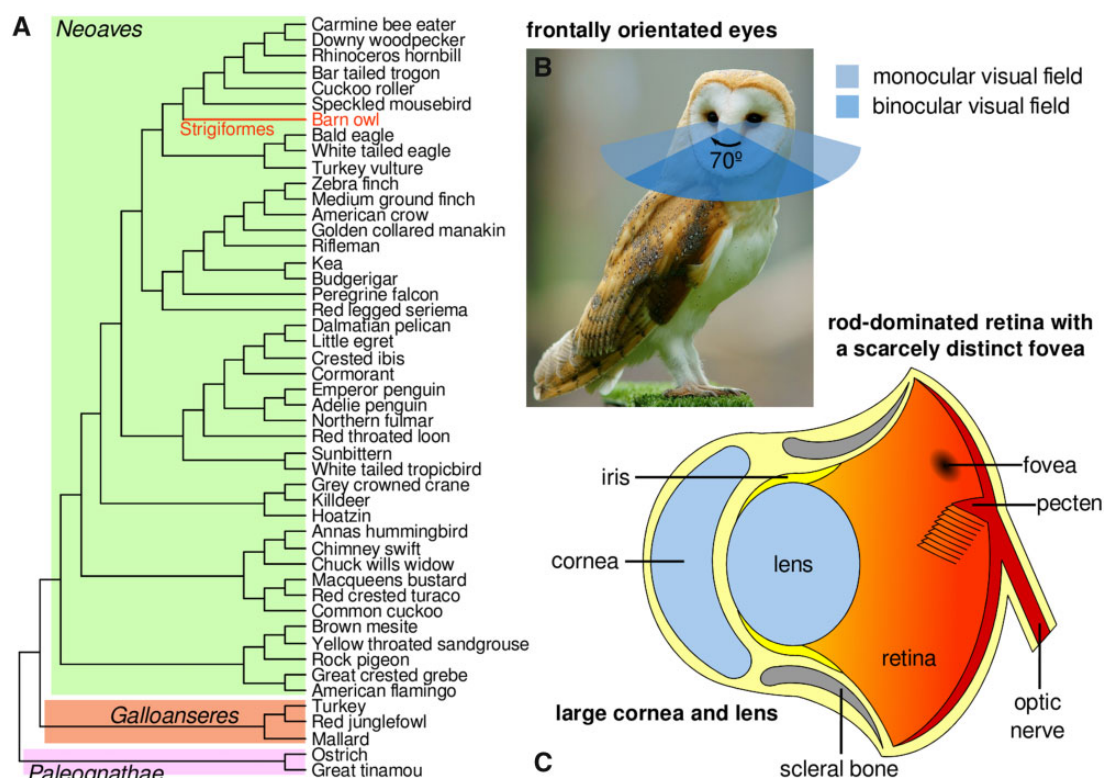 A
Neoaves
Carmine bee eater
Downy woodpecker
Rhinoceros hornbill
Bar tailed trogon
Cuckoo roller
Speckled mousebird
Barn owl
Strigiformes
Bald eagle
White tailed eagle
Turkey vulture
Zebra finch
Medium ground finch
American crow
Golden collared manakin
Rifleman
Kea
Budgerigar
Peregrine falcon
Red legged seriema
Dalmatian pelican
Little egret
Crested ibis
Cormorant
Emperor penguin
Adelie penguin
Northern fulmar
Red throated loon
Sunbittern
White tailed tropicbird
Grey crowned crane
Killdeer
Hoatzin
Annas hummingbird
Chimney swift
Chuck wills widow
Macqueens bustard
Red crested turaco
Common cuckoo
Brown mesite
Yellow throated sandgrouse
Rock pigeon
Great crested grebe
American flamingo
Galloanseres
Turkey
Red junglefowl
Mallard
Ostrich
Great tinamou
Paleognathae
frontally orientated eyes
B
monocular visual field
binocular visual field
70º
rod-dominated retina with
a scarcely distinct fovea
iris
fovea
pecten
cornea
lens
retina
optic
nerve
large cornea and lens
scleral bone
C